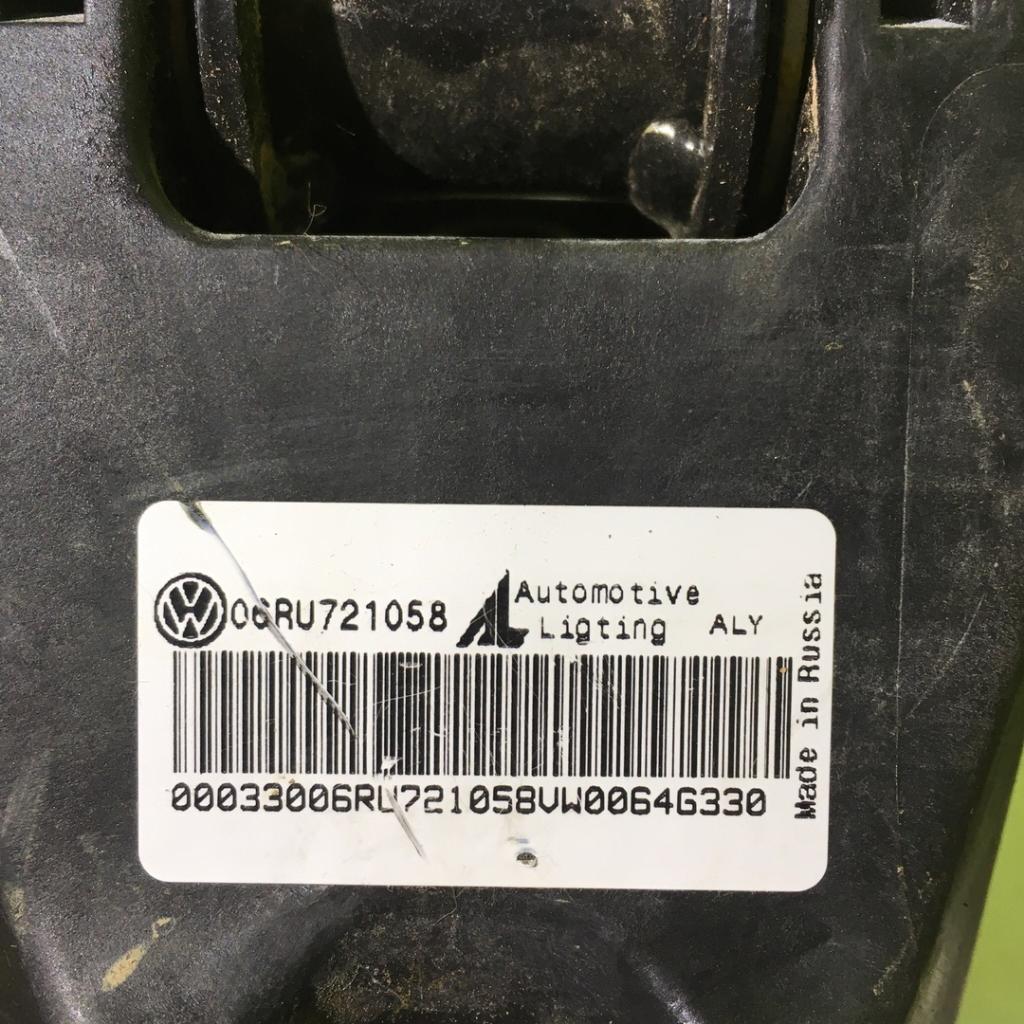 06RU721058
Automotive
Ligting ALY
00033006RU721058VW0064G330
Made in Russia